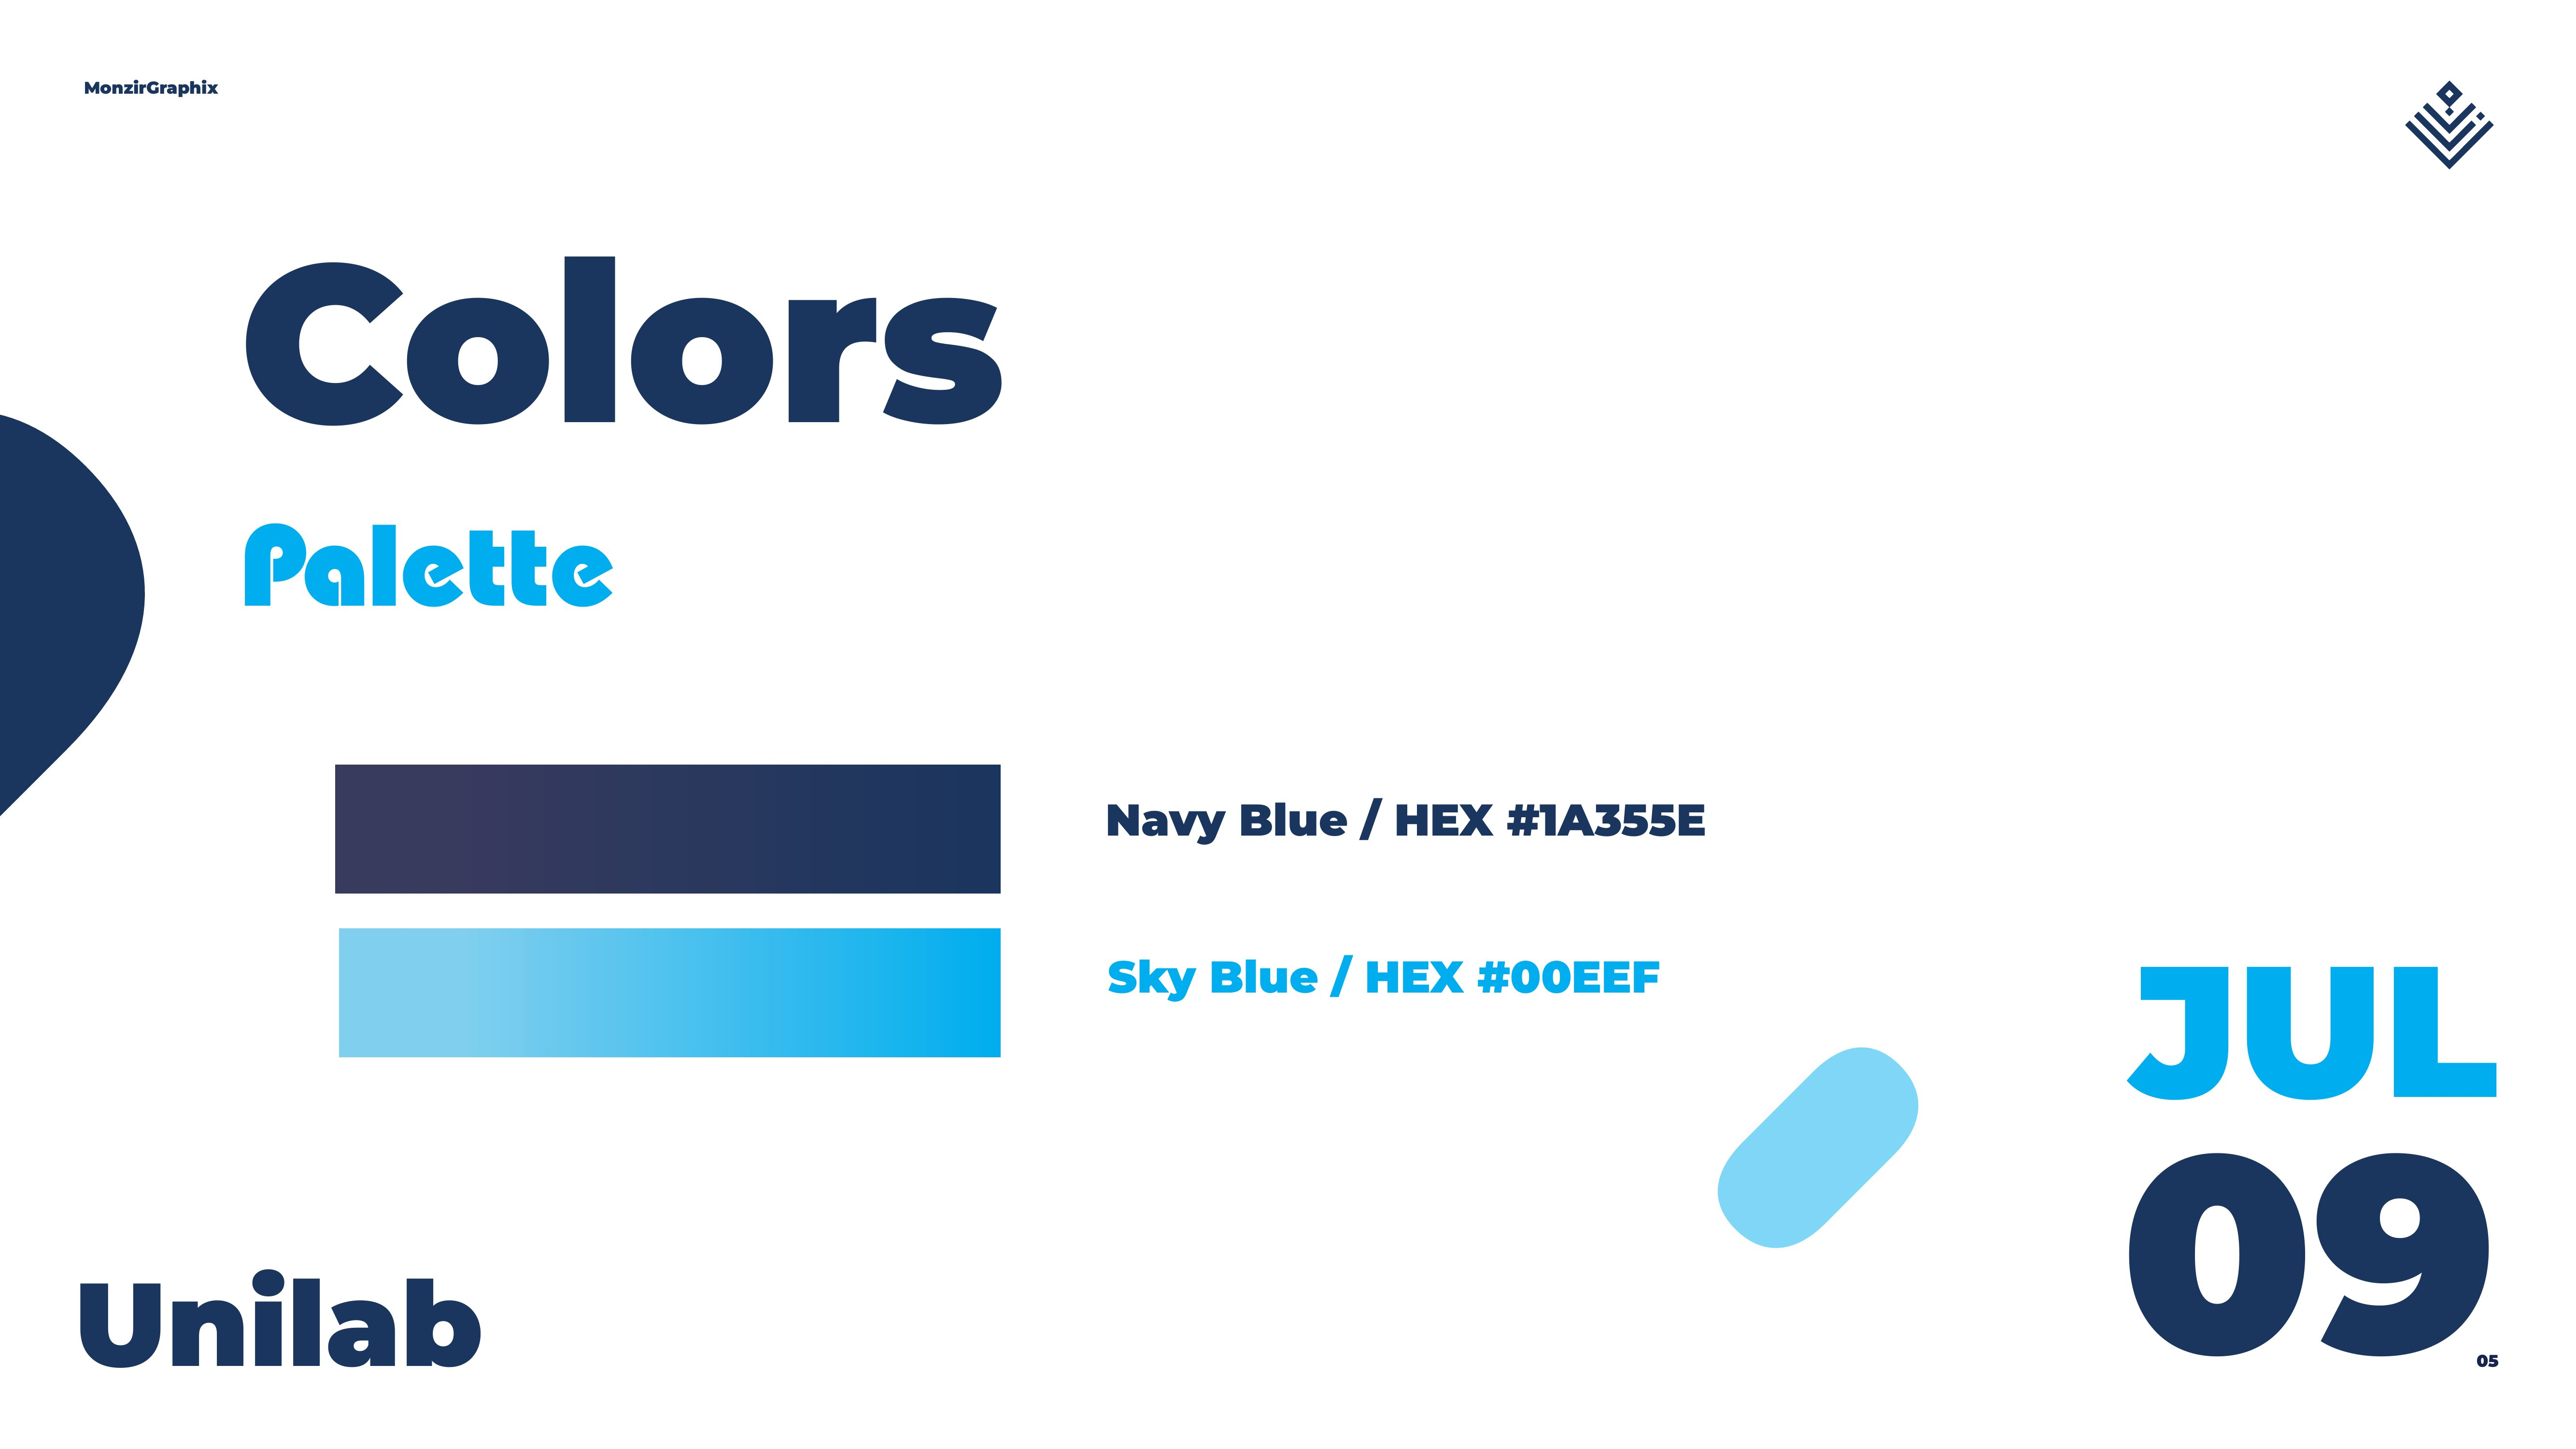 MonzirGraphix
Colors
Palette
Navy Blue / HEX #1A355E
Sky Blue / HEX #00EEF
JUL
09
Unilab
05